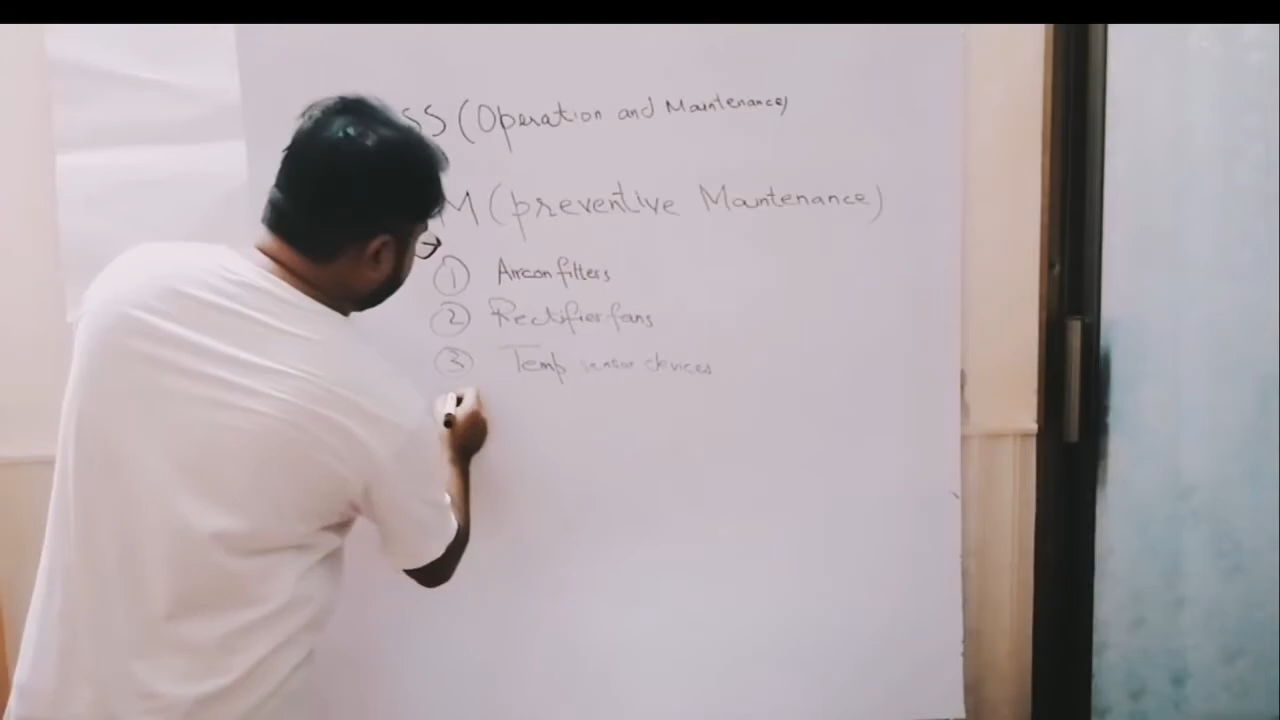 SS (Operation and Maintenance)
M (preventive Maintenance)
① Aircon filters
② Rectifier fans
③ Temp sensor devices